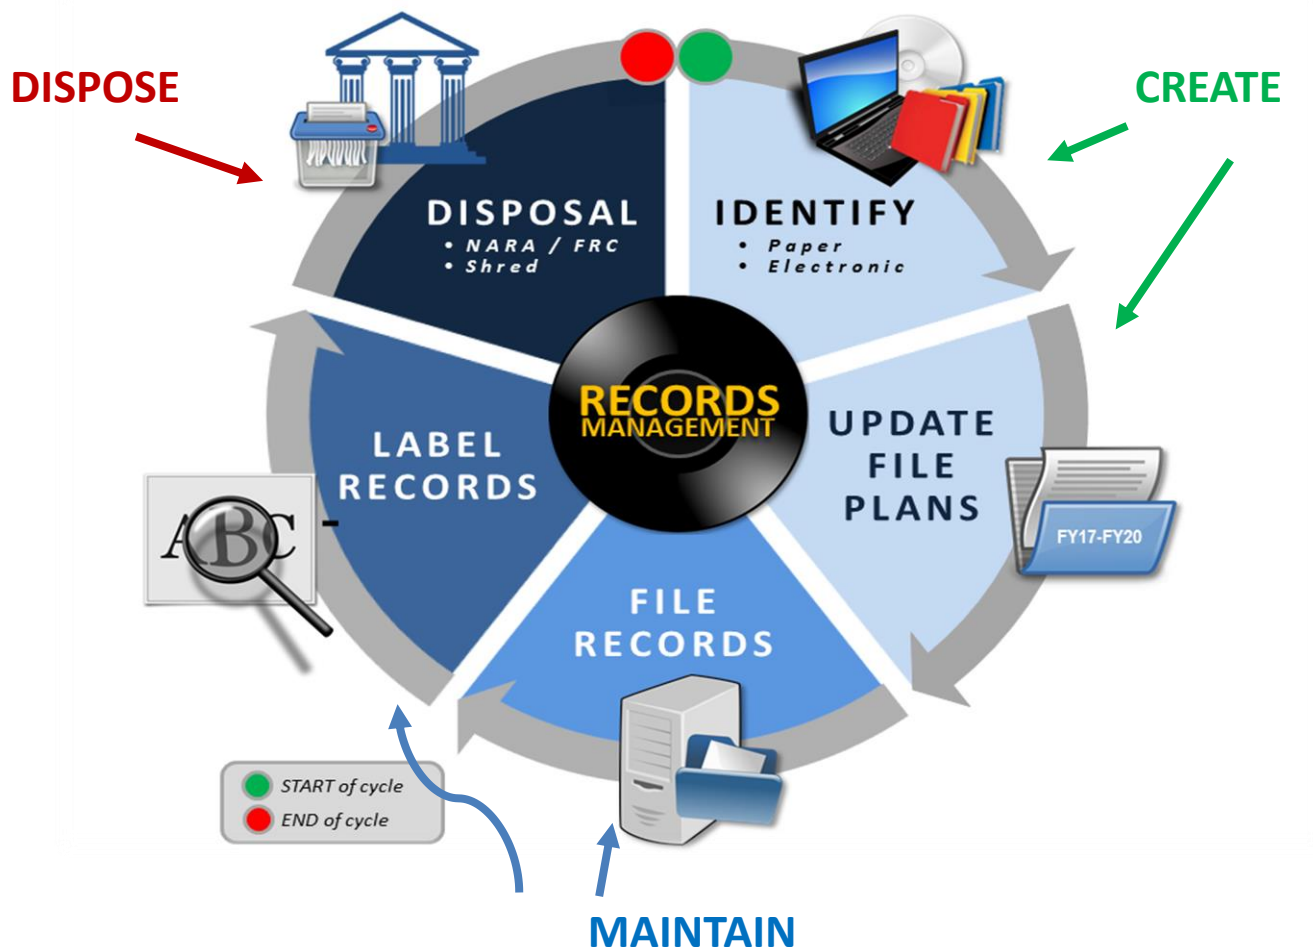 DISPOSE
CREATE
DISPOSAL
• NARA / FRC
• Shred
IDENTIFY
• Paper
• Electronic
RECORDS
MANAGEMENT
UPDATE
FILE
PLANS
FY17-FY20
LABEL
RECORDS
ABC
-
FILE
RECORDS
START of cycle
END of cycle
MAINTAIN